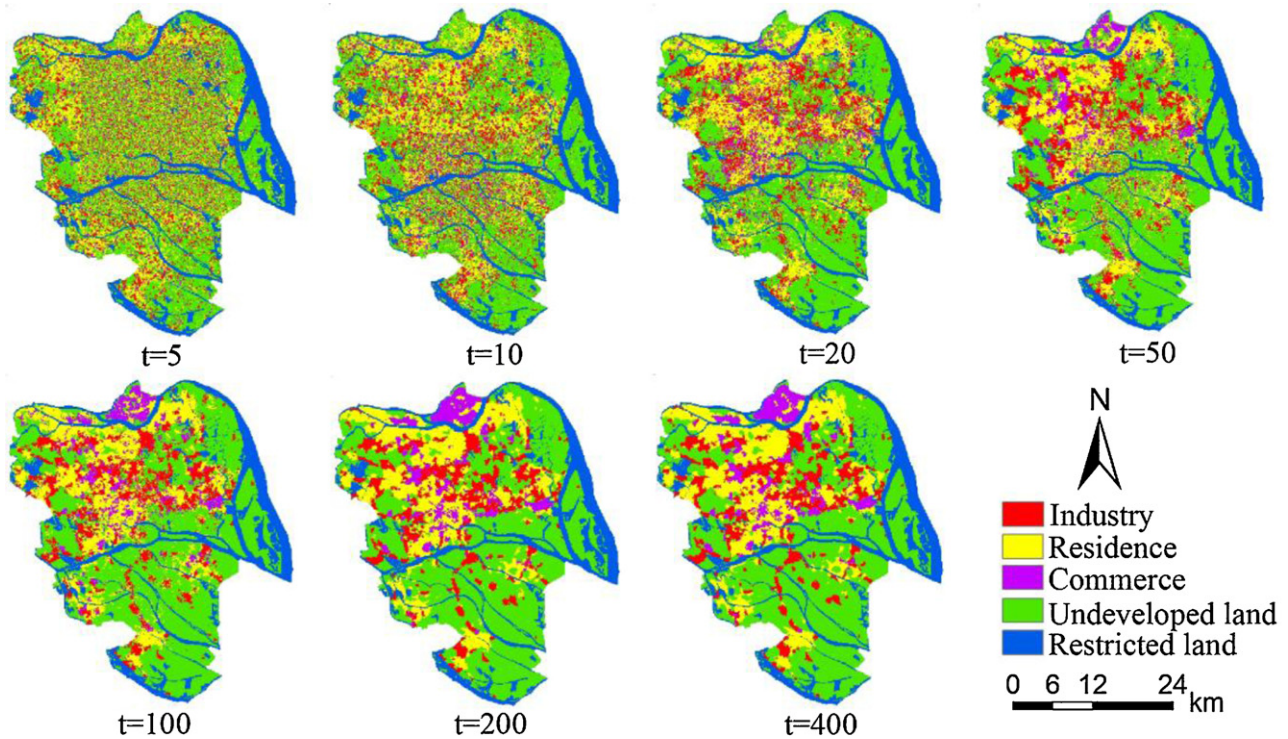 t=5
t=10
t=20
t=50
t=100
t=200
t=400
N
Industry
Residence
Commerce
Undeveloped land
Restricted land
0 6 12 24 km